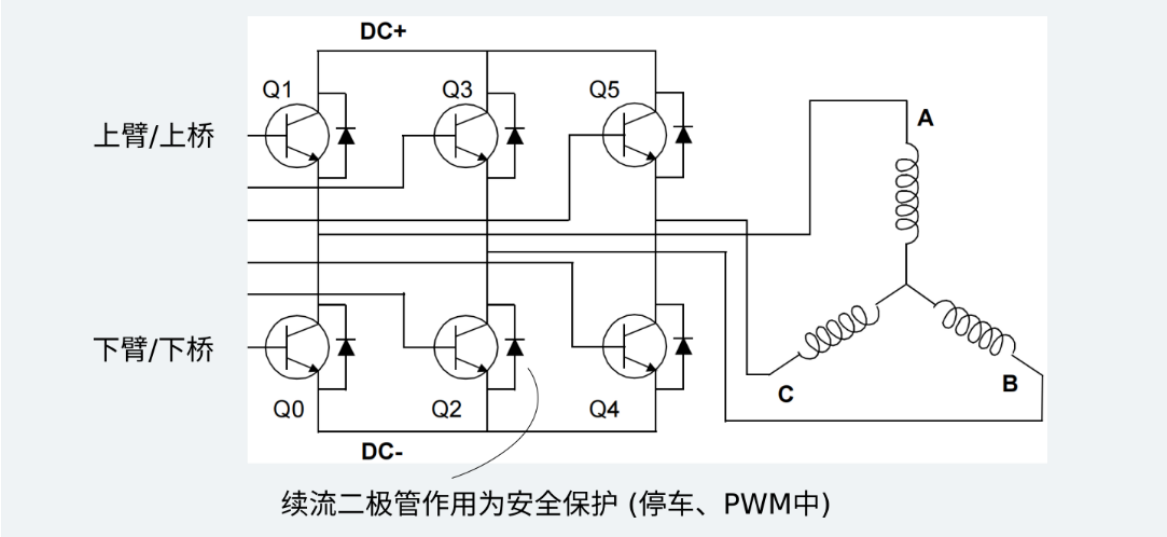 DC+
Q1
Q3
Q5
A
上臂/上桥
下臂/下桥
Q0
Q2
Q4
C
B
DC-
续流二极管作用为安全保护 (停车、PWM中)